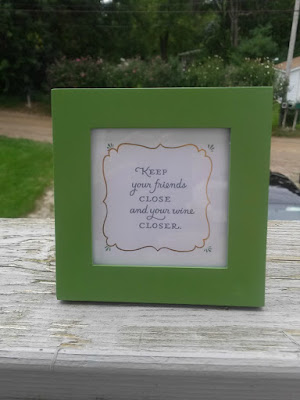 Keep
your friends
CLOSE
and your wine
CLOSER.